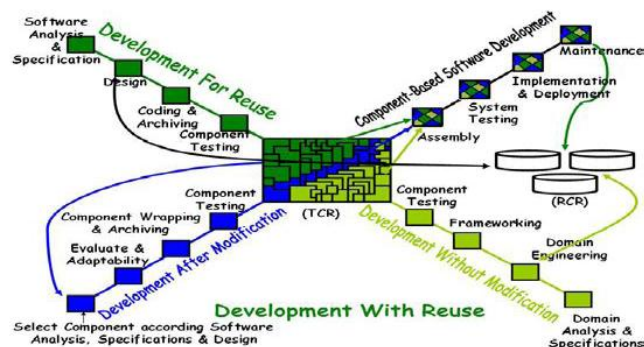 Software
Analysis
&
Specification
Design
Coding &
Archiving
Component
Testing
Development For Reuse
Component-Based Software Development
Maintenance
Implementation
& Deployment
System
Testing
Assembly
(RCR)
(TCR)
Component
Testing
Component Wrapping
& Archiving
Evaluate &
Adaptability
Select Component according Software
Analysis, Specifications & Design
Development After Modification
Component
Testing
Frameworking
Domain
Engineering
Domain
Analysis &
Specifications
Development Without Modification
Development With Reuse